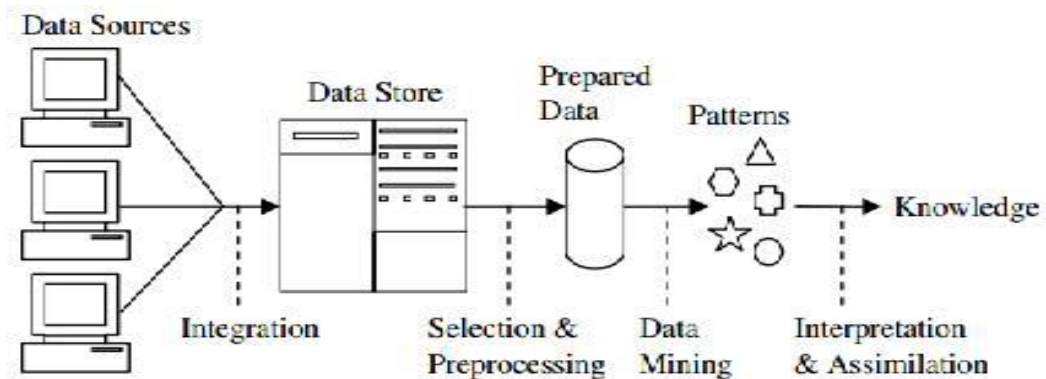 Data Sources
Data Store
Prepared
Data
Patterns
Knowledge
Integration
Selection &
Preprocessing
Data
Mining
Interpretation
& Assimilation